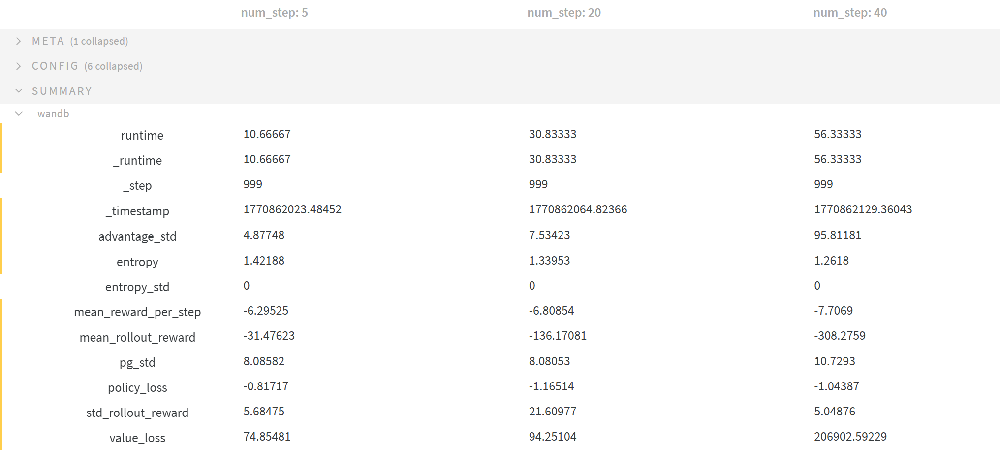 num_step: 5 num_step: 20 num_step: 40
META (1 collapsed)
CONFIG (6 collapsed)
SUMMARY
_wandb
runtime 10.66667 30.83333 56.33333
_runtime 10.66667 30.83333 56.33333
_step 999 999 999
_timestamp 1770862023.48452 1770862064.82366 1770862129.36043
advantage_std 4.87748 7.53423 95.81181
entropy 1.42188 1.33953 1.2618
entropy_std 0 0 0
mean_reward_per_step -6.29525 -6.80854 -7.7069
mean_rollout_reward -31.47623 -136.17081 -308.2759
pg_std 8.08582 8.08053 10.7293
policy_loss -0.81717 -1.16514 -1.04387
std_rollout_reward 5.68475 21.60977 5.04876
value_loss 74.85481 94.25104 206902.59229